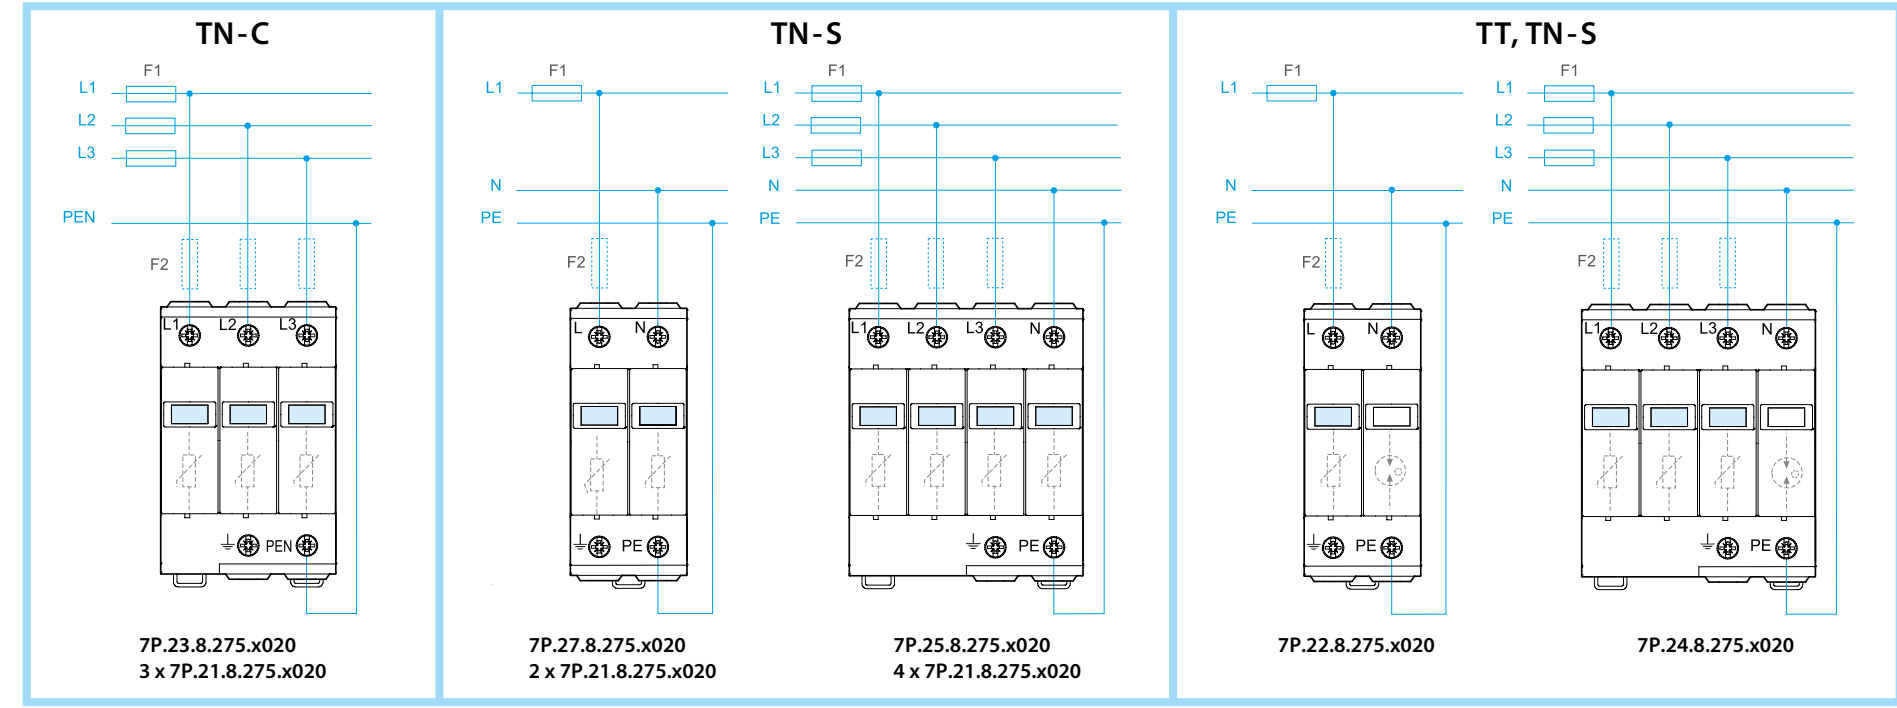 TN-C
F1
L1
L2
L3
PEN
F2
L1 L2 L3
PEN
7P.23.8.275.x020
3 x 7P.21.8.275.x020
TN-S
F1
L1
N
PE
F2
L N
PE
7P.27.8.275.x020
2 x 7P.21.8.275.x020
F1
L1
L2
L3
N
PE
F2
L1 L2 L3 N
PE
7P.25.8.275.x020
4 x 7P.21.8.275.x020
TT, TN-S
F1
L1
N
PE
F2
L N
PE
7P.22.8.275.x020
F1
L1
L2
L3
N
PE
F2
L1 L2 L3 N
PE
7P.24.8.275.x020